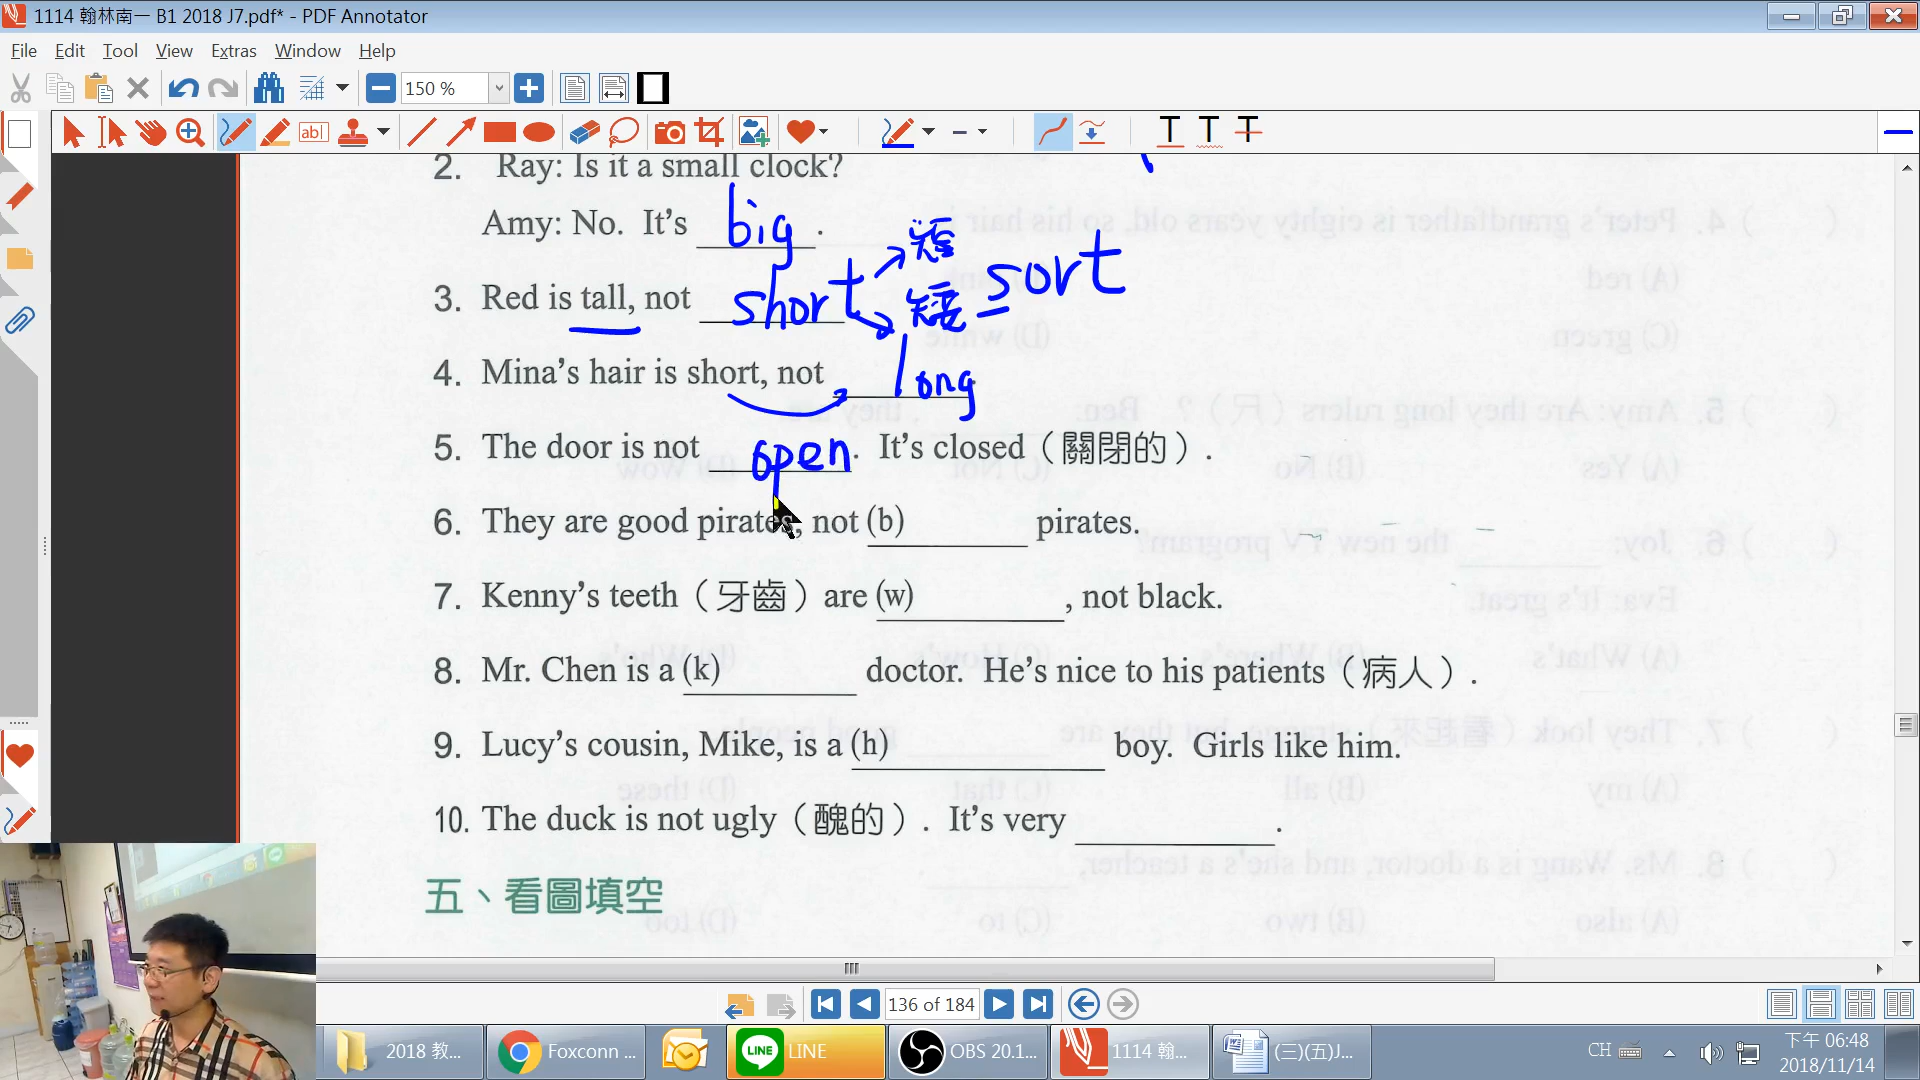 1114 翰林南一 B1 2018 J7.pdf* - PDF Annotator
File Edit Tool View Extras Window Help
150 %
2. Ray: Is it a small clock?
Amy: No. It's big.
短
3. Red is tall, not short 矮 sort
4. Mina's hair is short, not long
5. The door is not open. It's closed（關閉的）.
6. They are good pirates, not (b) pirates.
7. Kenny's teeth（牙齒）are (w) , not black.
8. Mr. Chen is a (k) doctor. He's nice to his patients（病人）.
9. Lucy's cousin, Mike, is a (h) boy. Girls like him.
10. The duck is not ugly（醜的）. It's very .
五、看圖填空
136 of 184
2018 教... Foxconn ... LINE OBS 20.1... 1114 翰... (三)(五)J... CH 下午 06:48
2018/11/14